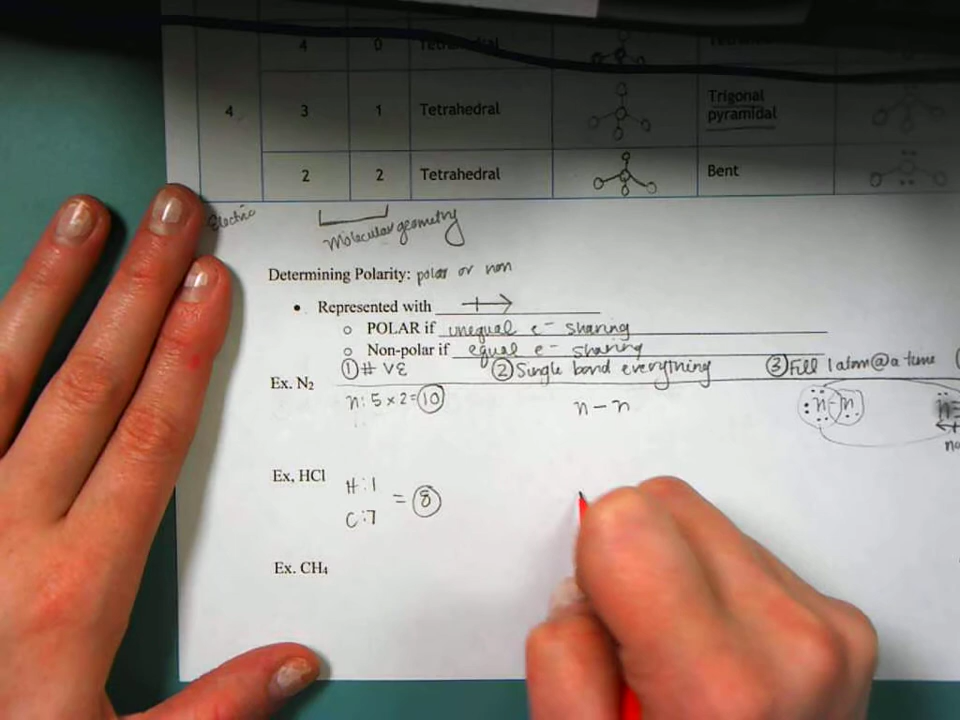 4 0 Tetrahedral
4 3 1 Tetrahedral Trigonal pyramidal
2 2 Tetrahedral Bent
Electro
Molecular geometry
Determining Polarity: polar or non
• Represented with
o POLAR if unequal e⁻ sharing
o Non-polar if equal e⁻ sharing
① # VE ② Single bond everything ③ Fill 1 atom @ a time
Ex. N₂
n: 5 x 2 = 10 n – n :n-n: n≡
Ex, HCl H:1
= 8
C:7
Ex. CH₄